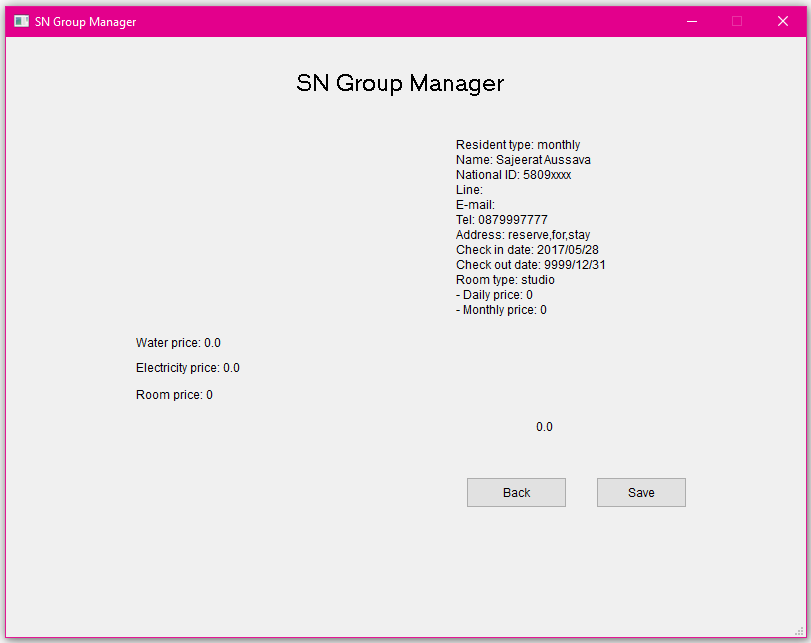 SN Group Manager
SN Group Manager
Resident type: monthly
Name: Sajeerat Aussava
National ID: 5809xxxx
Line:
E-mail:
Tel: 0879997777
Address: reserve,for,stay
Check in date: 2017/05/28
Check out date: 9999/12/31
Room type: studio
- Daily price: 0
- Monthly price: 0
Water price: 0.0
Electricity price: 0.0
Room price: 0
0.0
Back
Save